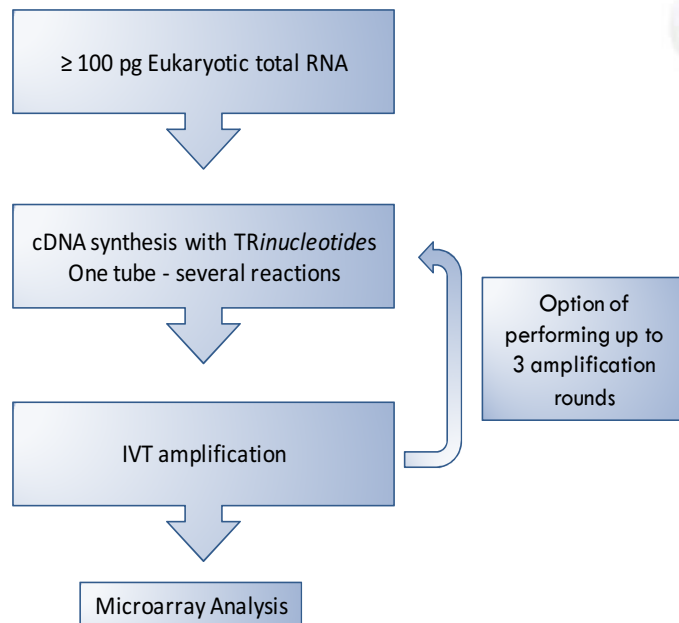 ≥ 100 pg Eukaryotic total RNA
cDNA synthesis with TRinucleotides
One tube - several reactions
Option of
performing up to
3 amplification
rounds
IVT amplification
Microarray Analysis